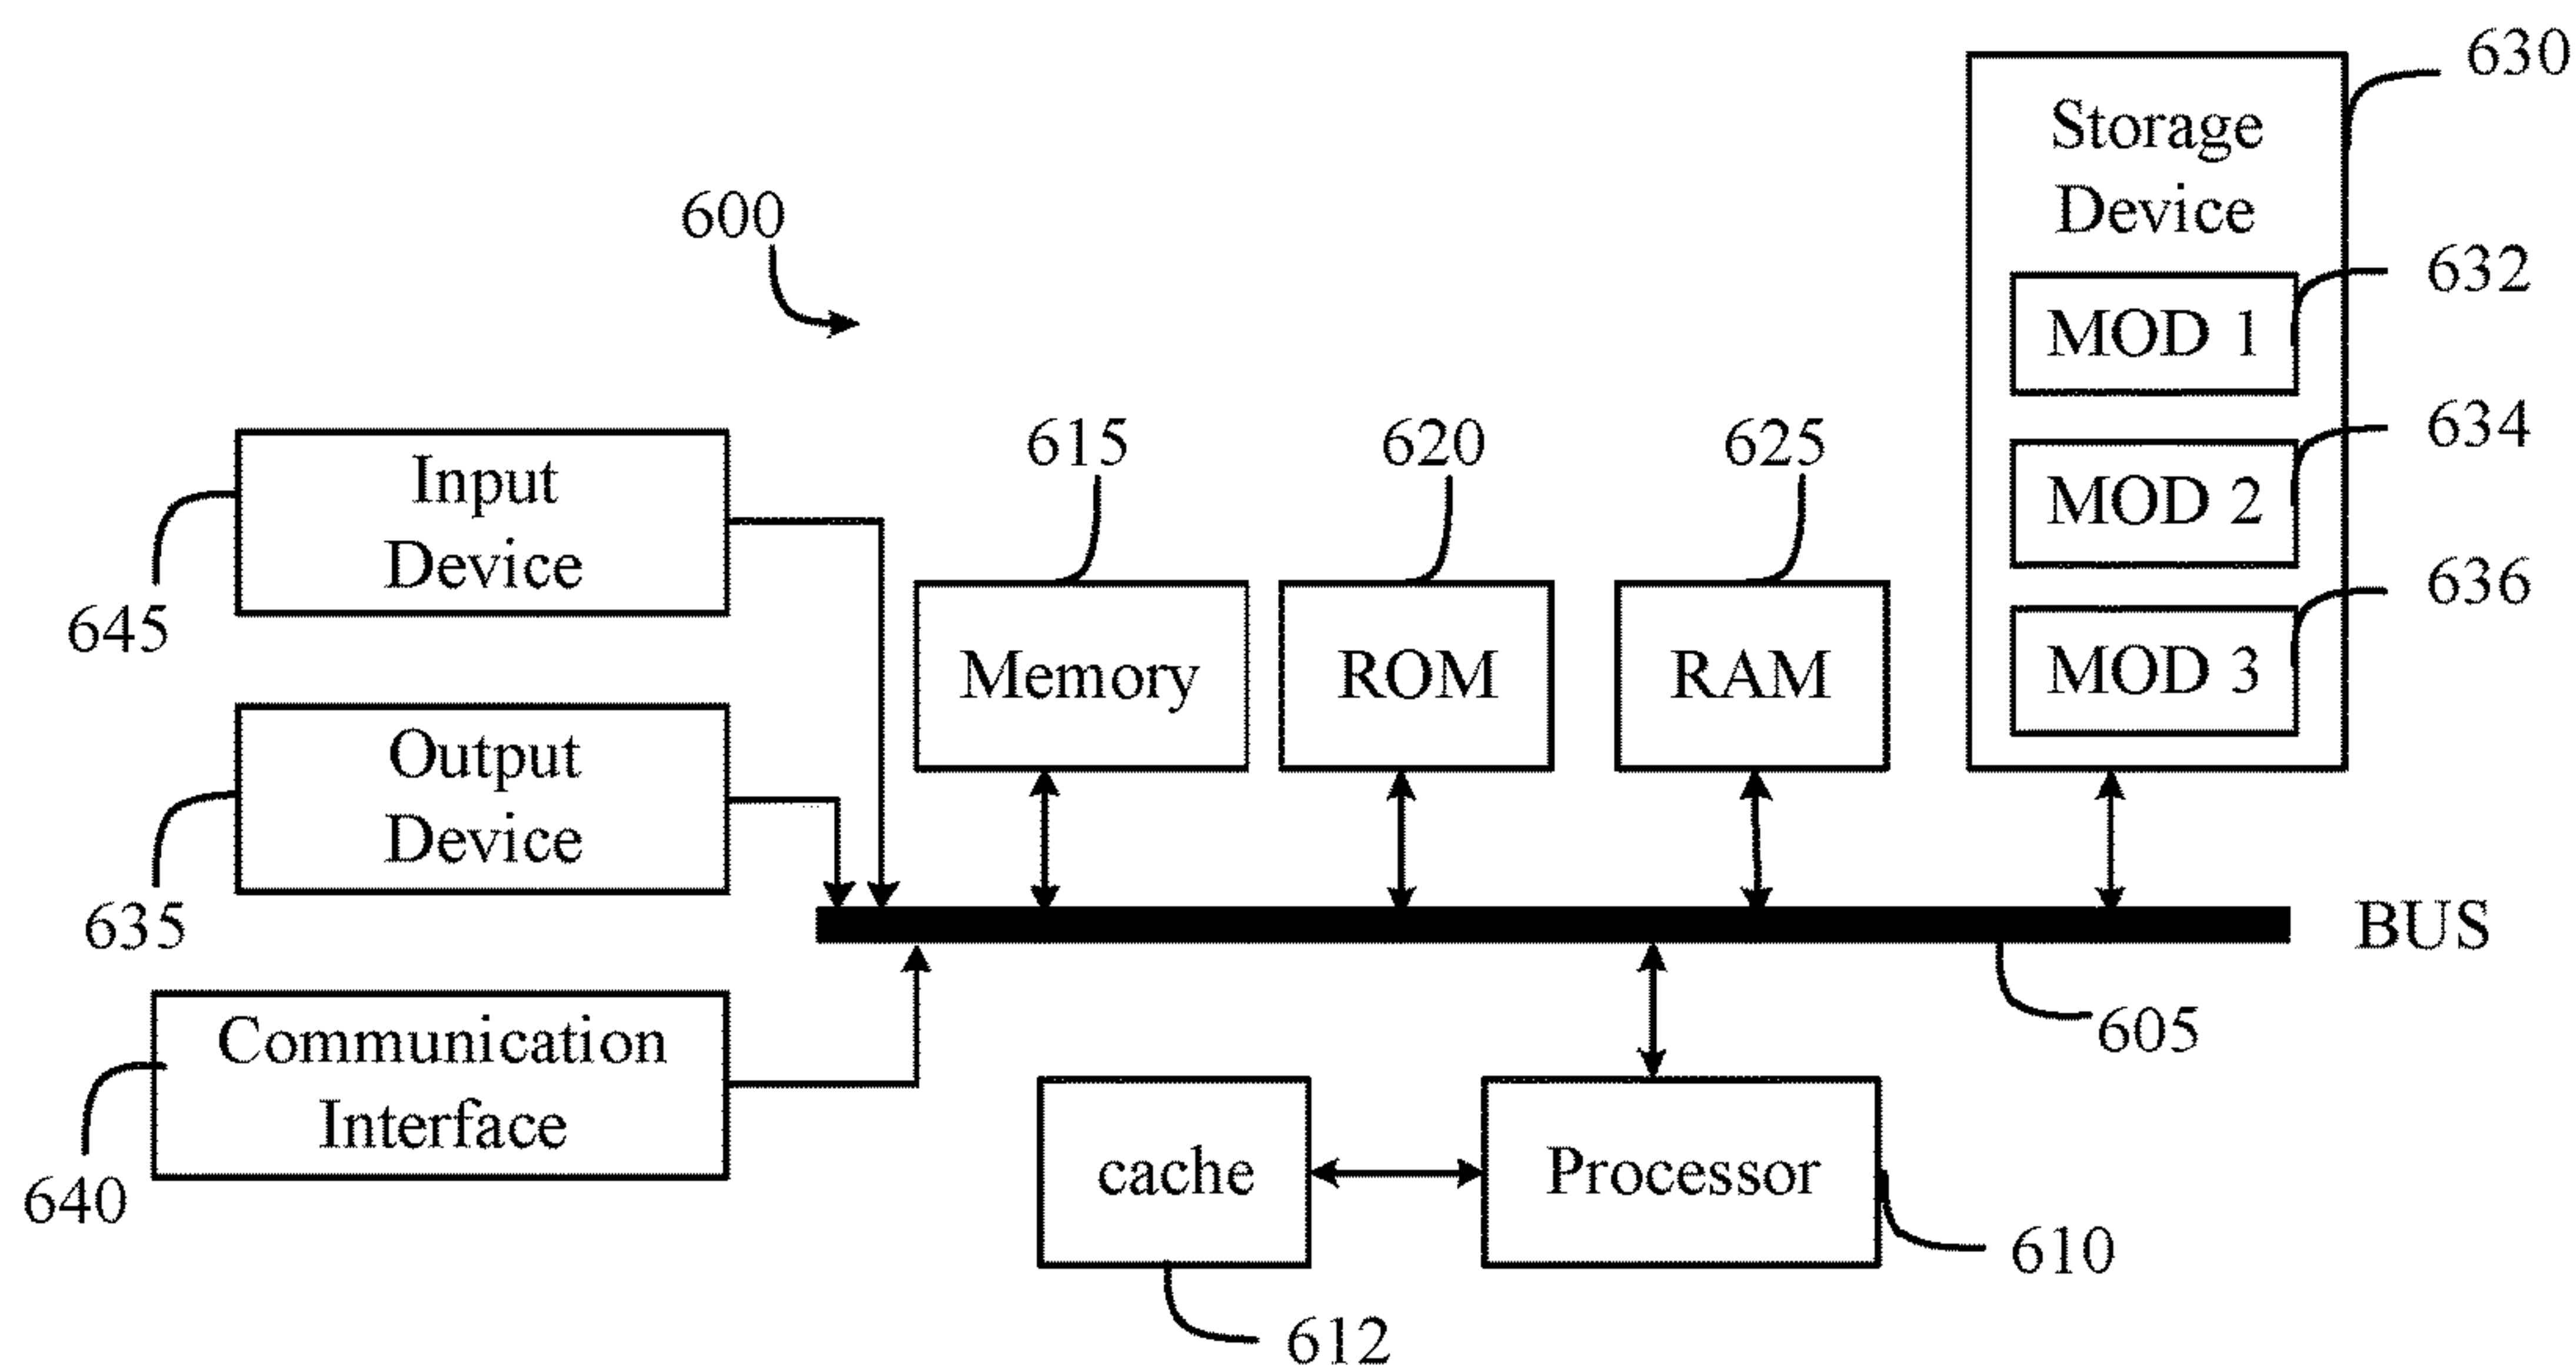 630
Storage
Device
600
632
MOD 1
634
MOD 2
636
MOD 3
615
620
625
Input
Device
645
Memory
ROM
RAM
Output
Device
635
BUS
605
Communication
Interface
640
cache
Processor
610
612